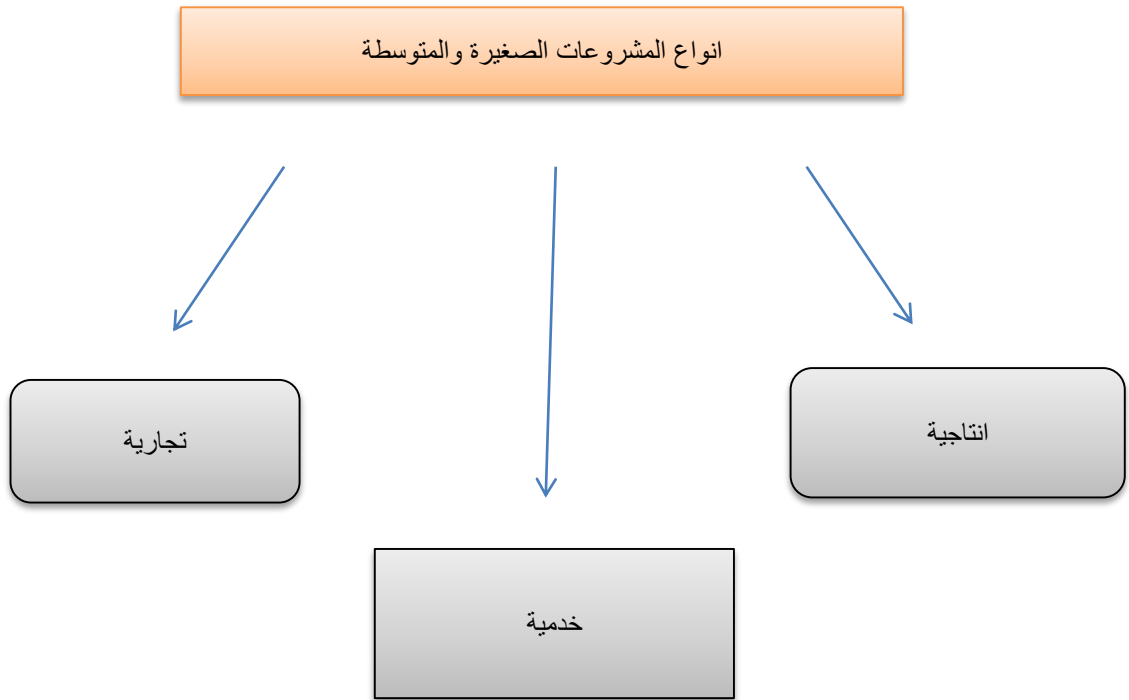 انواع المشروعات الصغيرة والمتوسطة
انتاجية
تجارية
خدمية